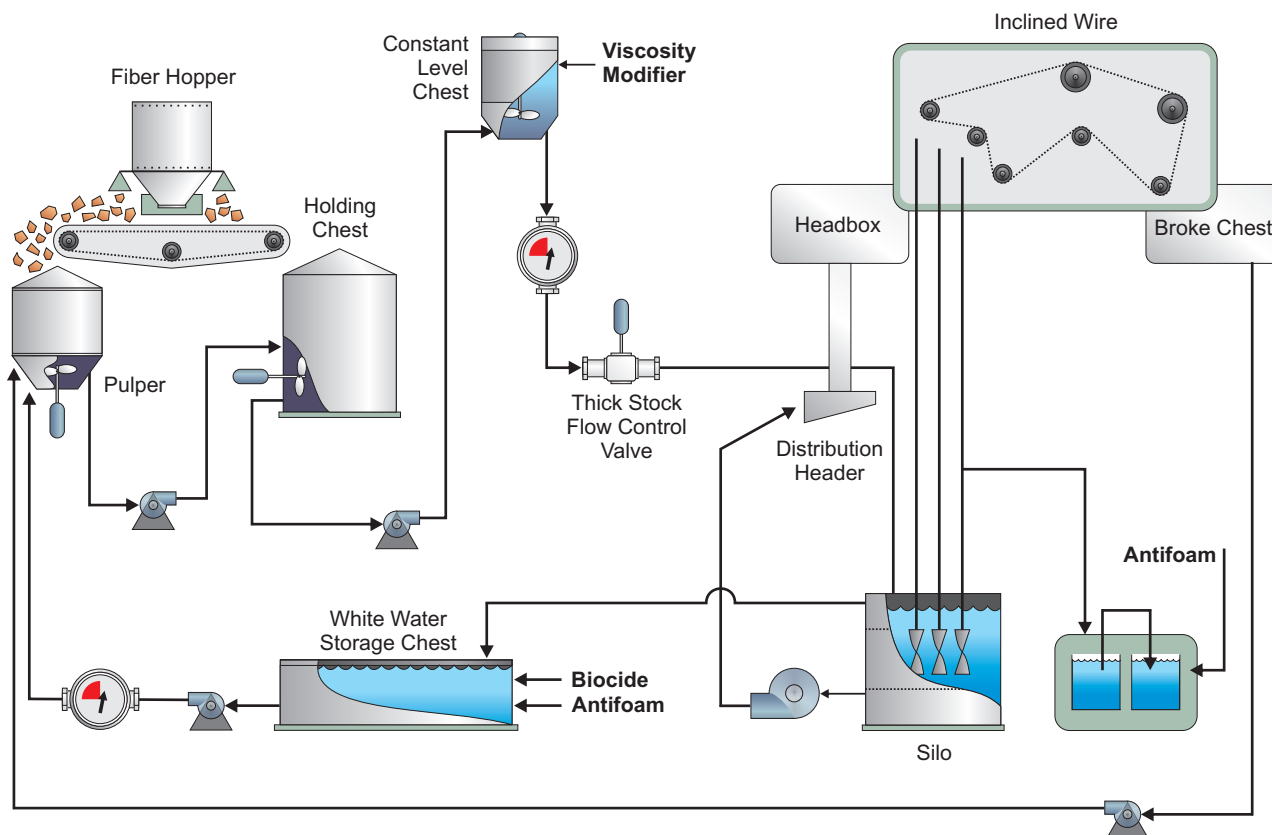 Inclined Wire
Constant
Level
Chest
Viscosity
Modifier
Fiber Hopper
Holding
Chest
Headbox
Broke Chest
Pulper
Thick Stock
Flow Control
Valve
Distribution
Header
Antifoam
White Water
Storage Chest
Biocide
Antifoam
Silo